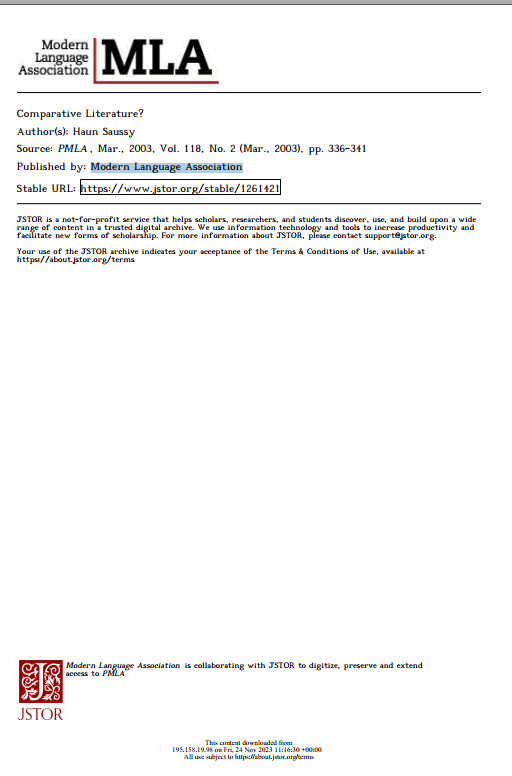 Modern
Language
Association
MLA
Comparative Literature?
Author(s): Haun Saussy
Source: PMLA , Mar., 2003, Vol. 118, No. 2 (Mar., 2003), pp. 336-341
Published by: Modern Language Association
Stable URL: https://www.jstor.org/stable/1261421
JSTOR is a not-for-profit service that helps scholars, researchers, and students discover, use, and build upon a wide
range of content in a trusted digital archive. We use information technology and tools to increase productivity and
facilitate new forms of scholarship. For more information about JSTOR, please contact support@jstor.org.
Your use of the JSTOR archive indicates your acceptance of the Terms & Conditions of Use, available at
https://about.jstor.org/terms
Modern Language Association is collaborating with JSTOR to digitize, preserve and extend
access to PMLA
JSTOR
This content downloaded from
195.158.19.98 on Fri, 24 Nov 2023 11:16:30 +00:00
All use subject to https://about.jstor.org/terms